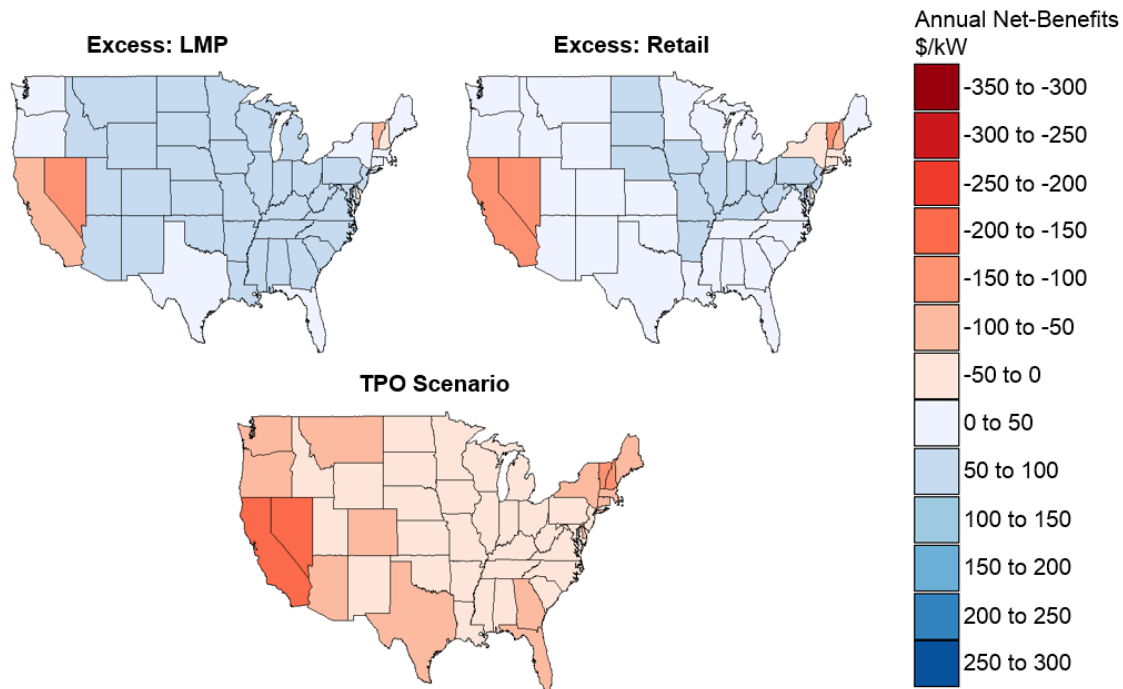 Excess: LMP
Excess: Retail
TPO Scenario
Annual Net-Benefits
$/kW
-350 to -300
-300 to -250
-250 to -200
-200 to -150
-150 to -100
-100 to -50
-50 to 0
0 to 50
50 to 100
100 to 150
150 to 200
200 to 250
250 to 300